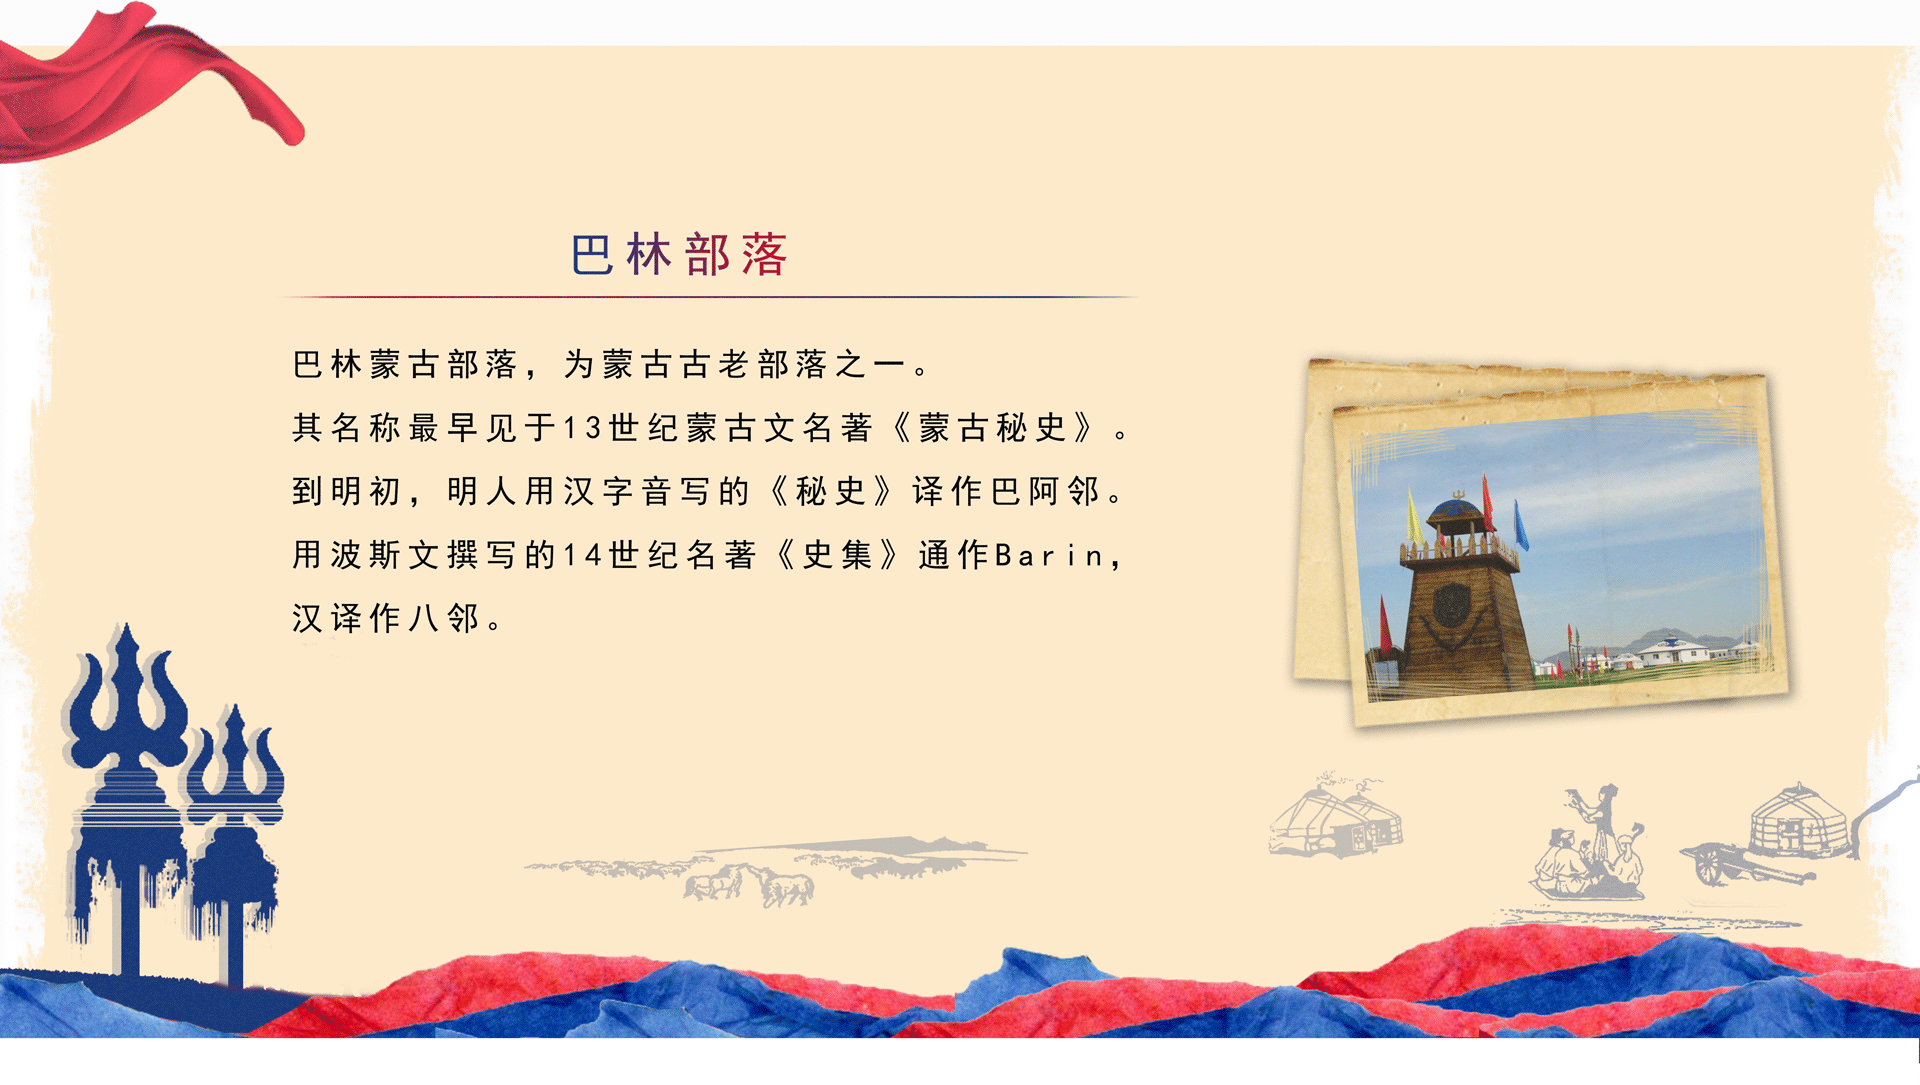 巴林部落
巴林蒙古部落，为蒙古古老部落之一。
其名称最早见于13世纪蒙古文名著《蒙古秘史》。
到明初，明人用汉字音写的《秘史》译作巴阿邻。
用波斯文撰写的14世纪名著《史集》通作Barin，
汉译作八邻。